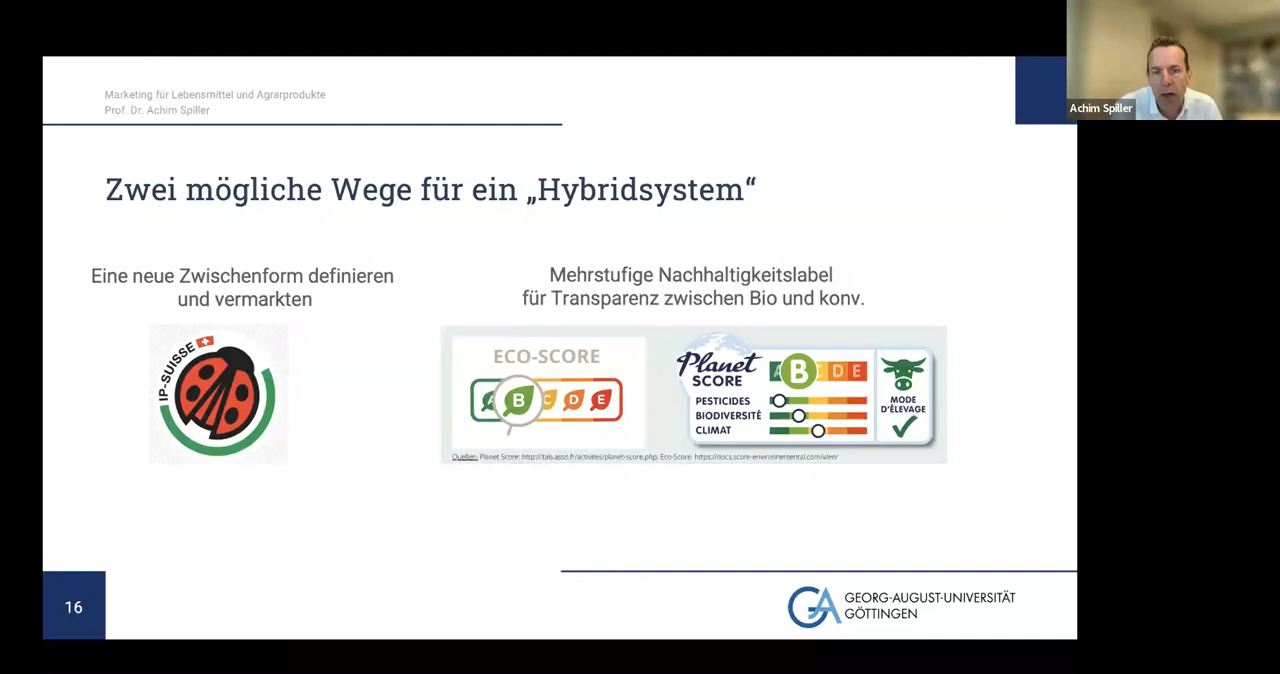 Marketing für Lebensmittel und Agrarprodukte
Prof. Dr. Achim Spiller
Achim Spiller
Zwei mögliche Wege für ein „Hybridsystem“
Eine neue Zwischenform definieren
und vermarkten
IP-SUISSE
Mehrstufige Nachhaltigkeitslabel
für Transparenz zwischen Bio und konv.
ECO-SCORE
A B C D E
Planet
SCORE
A B C D E
PESTICIDES
BIODIVERSITÉ
CLIMAT
MODE
D'ÉLEVAGE
Quellen: Planet Score: http://itab.asso.fr/activites/planet-score.php; Eco-Score: https://docs.score-environnemental.com/v/en/
16
GEORG-AUGUST-UNIVERSITÄT
GÖTTINGEN